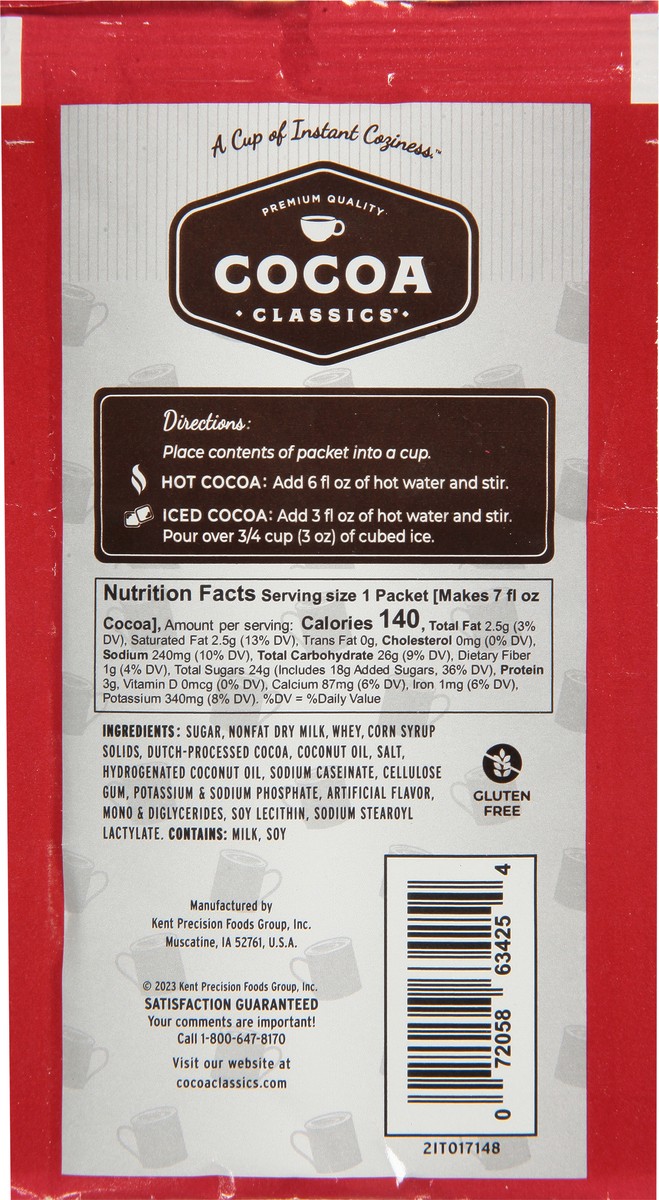 A Cup of Instant Coziness.™
PREMIUM QUALITY
COCOA
CLASSICS®
Directions:
Place contents of packet into a cup.
HOT COCOA: Add 6 fl oz of hot water and stir.
ICED COCOA: Add 3 fl oz of hot water and stir.
Pour over 3/4 cup (3 oz) of cubed ice.
Nutrition Facts Serving size 1 Packet [Makes 7 fl oz
Cocoa], Amount per serving: Calories 140, Total Fat 2.5g (3%
DV), Saturated Fat 2.5g (13% DV), Trans Fat 0g, Cholesterol 0mg (0% DV),
Sodium 240mg (10% DV), Total Carbohydrate 26g (9% DV), Dietary Fiber
1g (4% DV), Total Sugars 24g (Includes 18g Added Sugars, 36% DV), Protein
3g, Vitamin D 0mcg (0% DV), Calcium 87mg (6% DV), Iron 1mg (6% DV),
Potassium 340mg (8% DV). %DV = %Daily Value
INGREDIENTS: SUGAR, NONFAT DRY MILK, WHEY, CORN SYRUP
SOLIDS, DUTCH-PROCESSED COCOA, COCONUT OIL, SALT,
HYDROGENATED COCONUT OIL, SODIUM CASEINATE, CELLULOSE
GUM, POTASSIUM & SODIUM PHOSPHATE, ARTIFICIAL FLAVOR,
MONO & DIGLYCERIDES, SOY LECITHIN, SODIUM STEAROYL
LACTYLATE. CONTAINS: MILK, SOY
GLUTEN
FREE
Manufactured by
Kent Precision Foods Group, Inc.
Muscatine, IA 52761, U.S.A.
© 2023 Kent Precision Foods Group, Inc.
SATISFACTION GUARANTEED
Your comments are important!
Call 1-800-647-8170
Visit our website at
cocoaclassics.com
0 72058 63425 4
21T017148